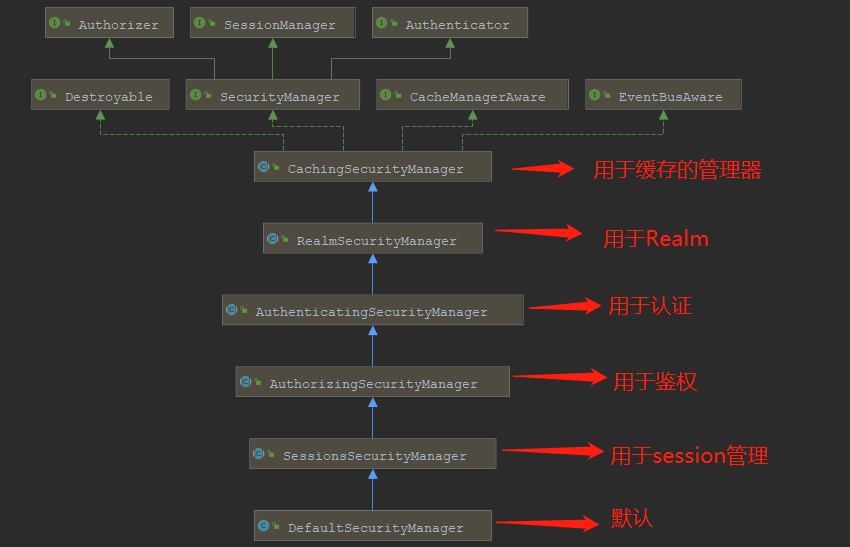 Authorizer SessionManager Authenticator
Destroyable SecurityManager CacheManagerAware EventBusAware
CachingSecurityManager 用于缓存的管理器
RealmSecurityManager 用于Realm
AuthenticatingSecurityManager 用于认证
AuthorizingSecurityManager 用于鉴权
SessionsSecurityManager 用于session管理
DefaultSecurityManager 默认